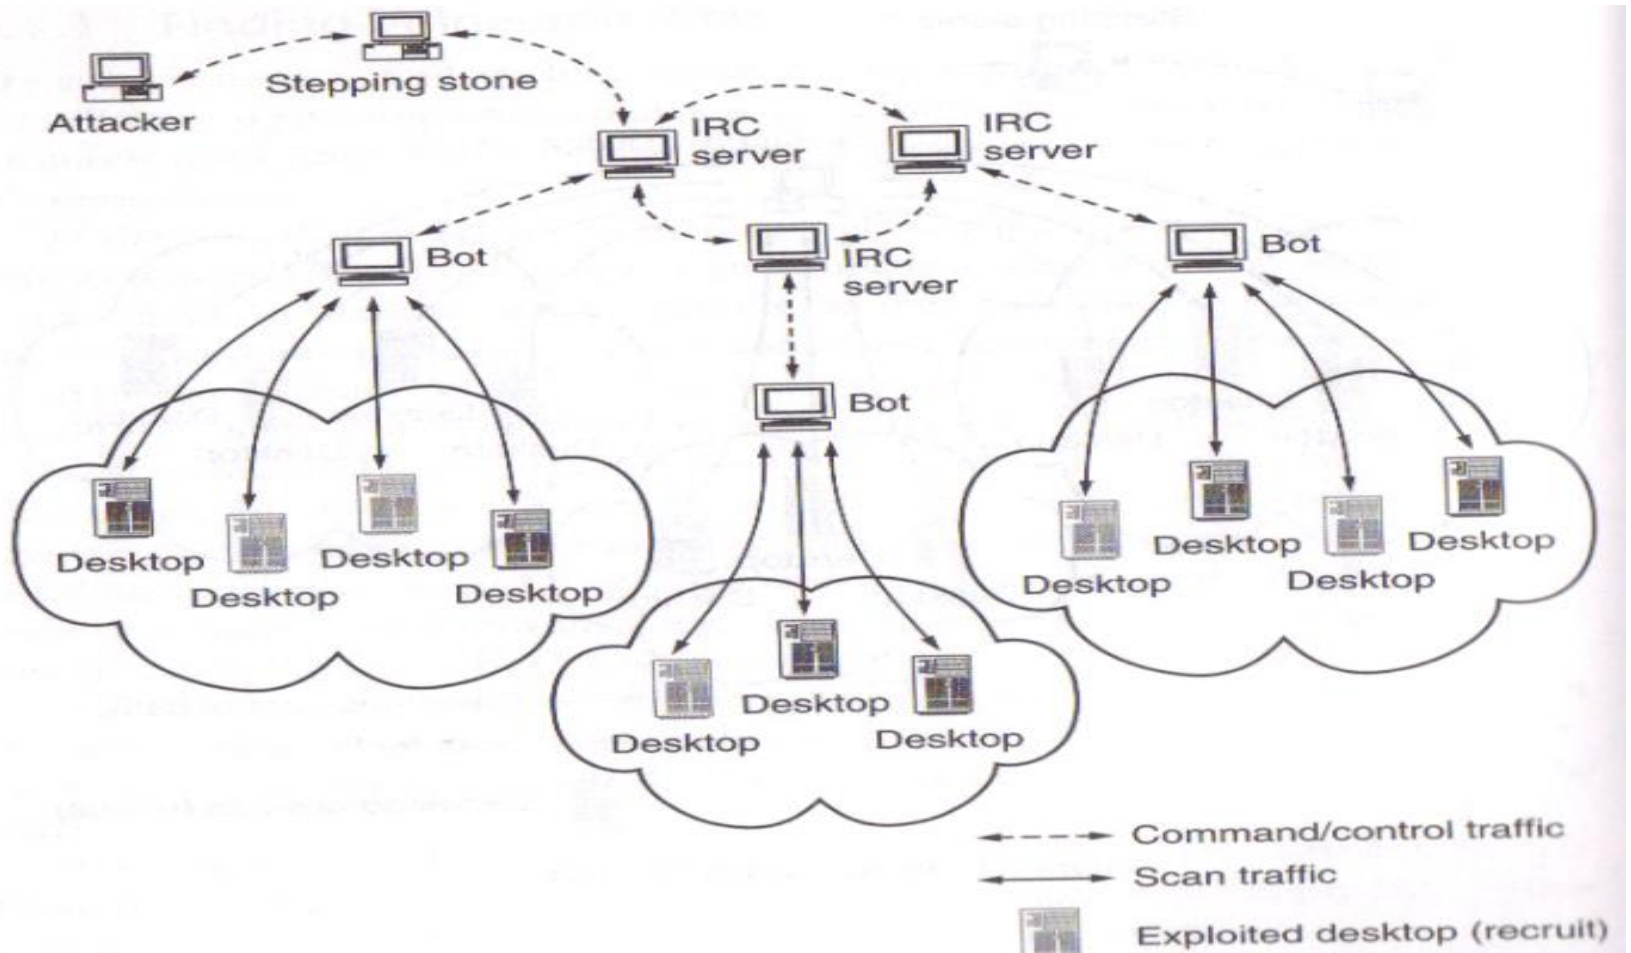 Attacker
Stepping stone
IRC
server
IRC
server
Bot
IRC
server
Bot
Bot
Desktop
Desktop
Desktop
Desktop
Desktop
Desktop
Desktop
Desktop
Desktop
Desktop
Desktop
Command/control traffic
Scan traffic
Exploited desktop (recruit)